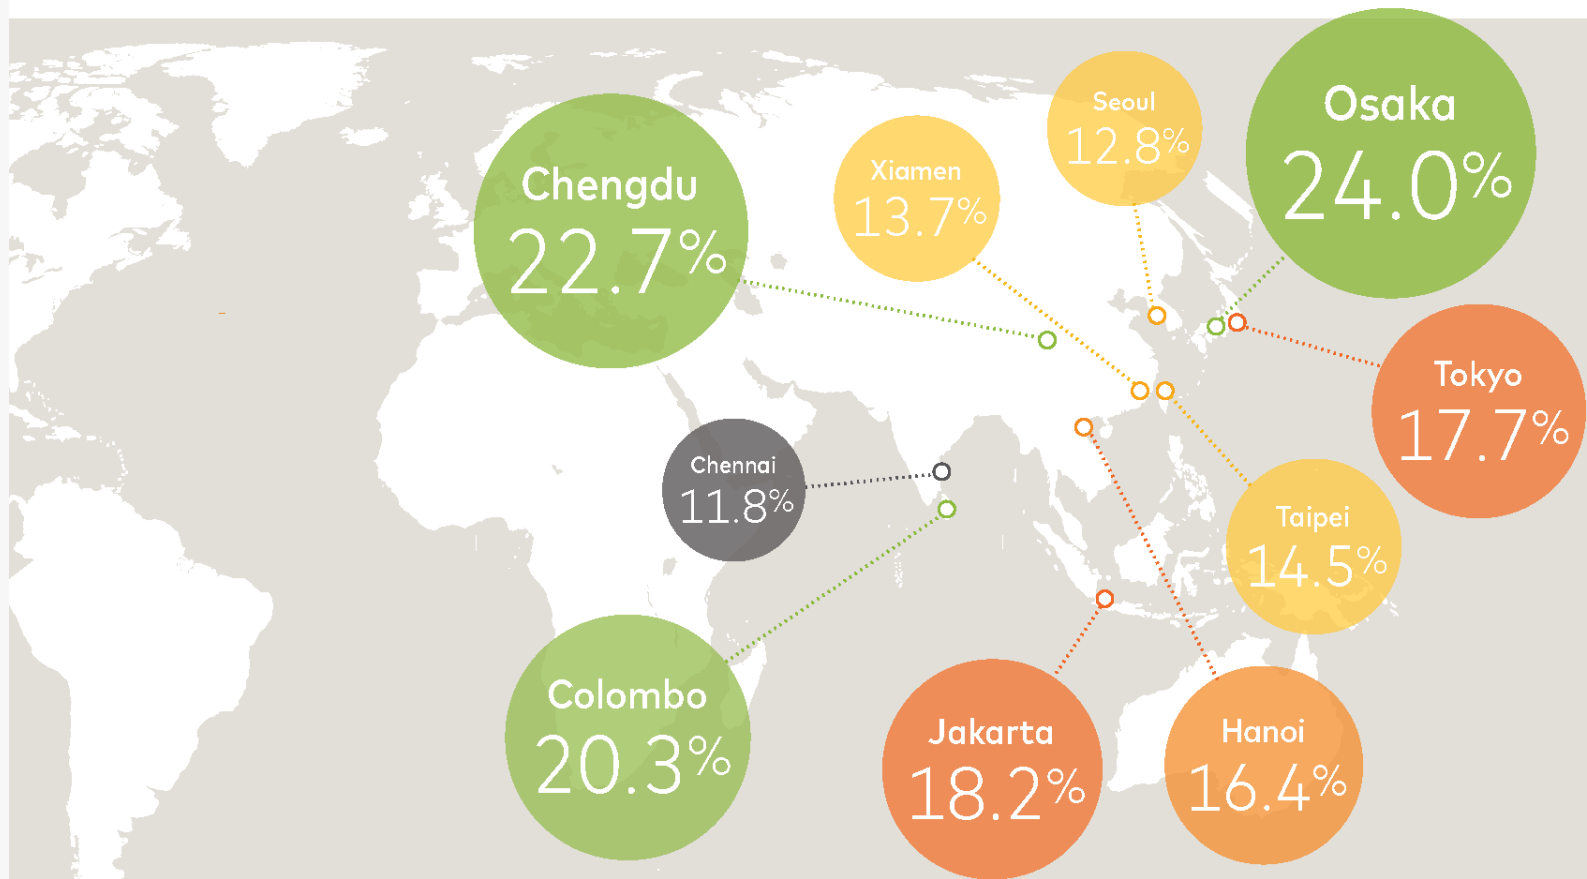 Osaka
24.0%
Seoul
12.8%
Xiamen
13.7%
Chengdu
22.7%
Tokyo
17.7%
Chennai
11.8%
Taipei
14.5%
Colombo
20.3%
Jakarta
18.2%
Hanoi
16.4%